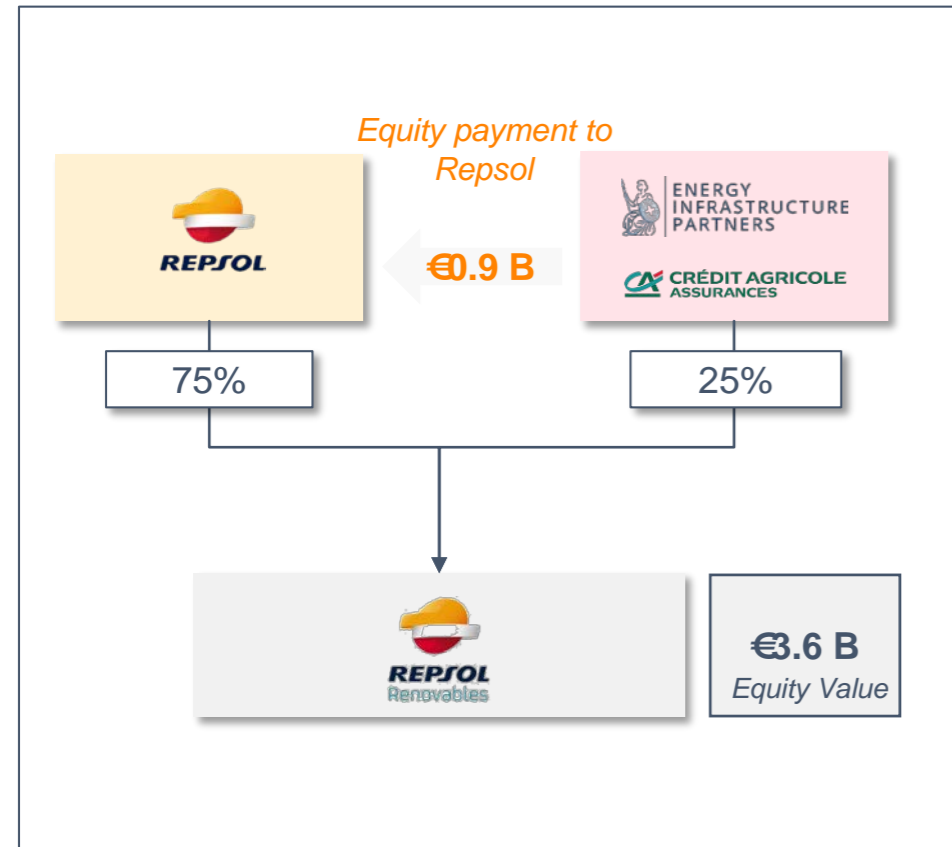 Equity payment to
Repsol
REPSOL
€0.9 B
ENERGY
INFRASTRUCTURE
PARTNERS
CA CRÉDIT AGRICOLE
ASSURANCES
75%
25%
REPSOL
Renovables
€3.6 B
Equity Value